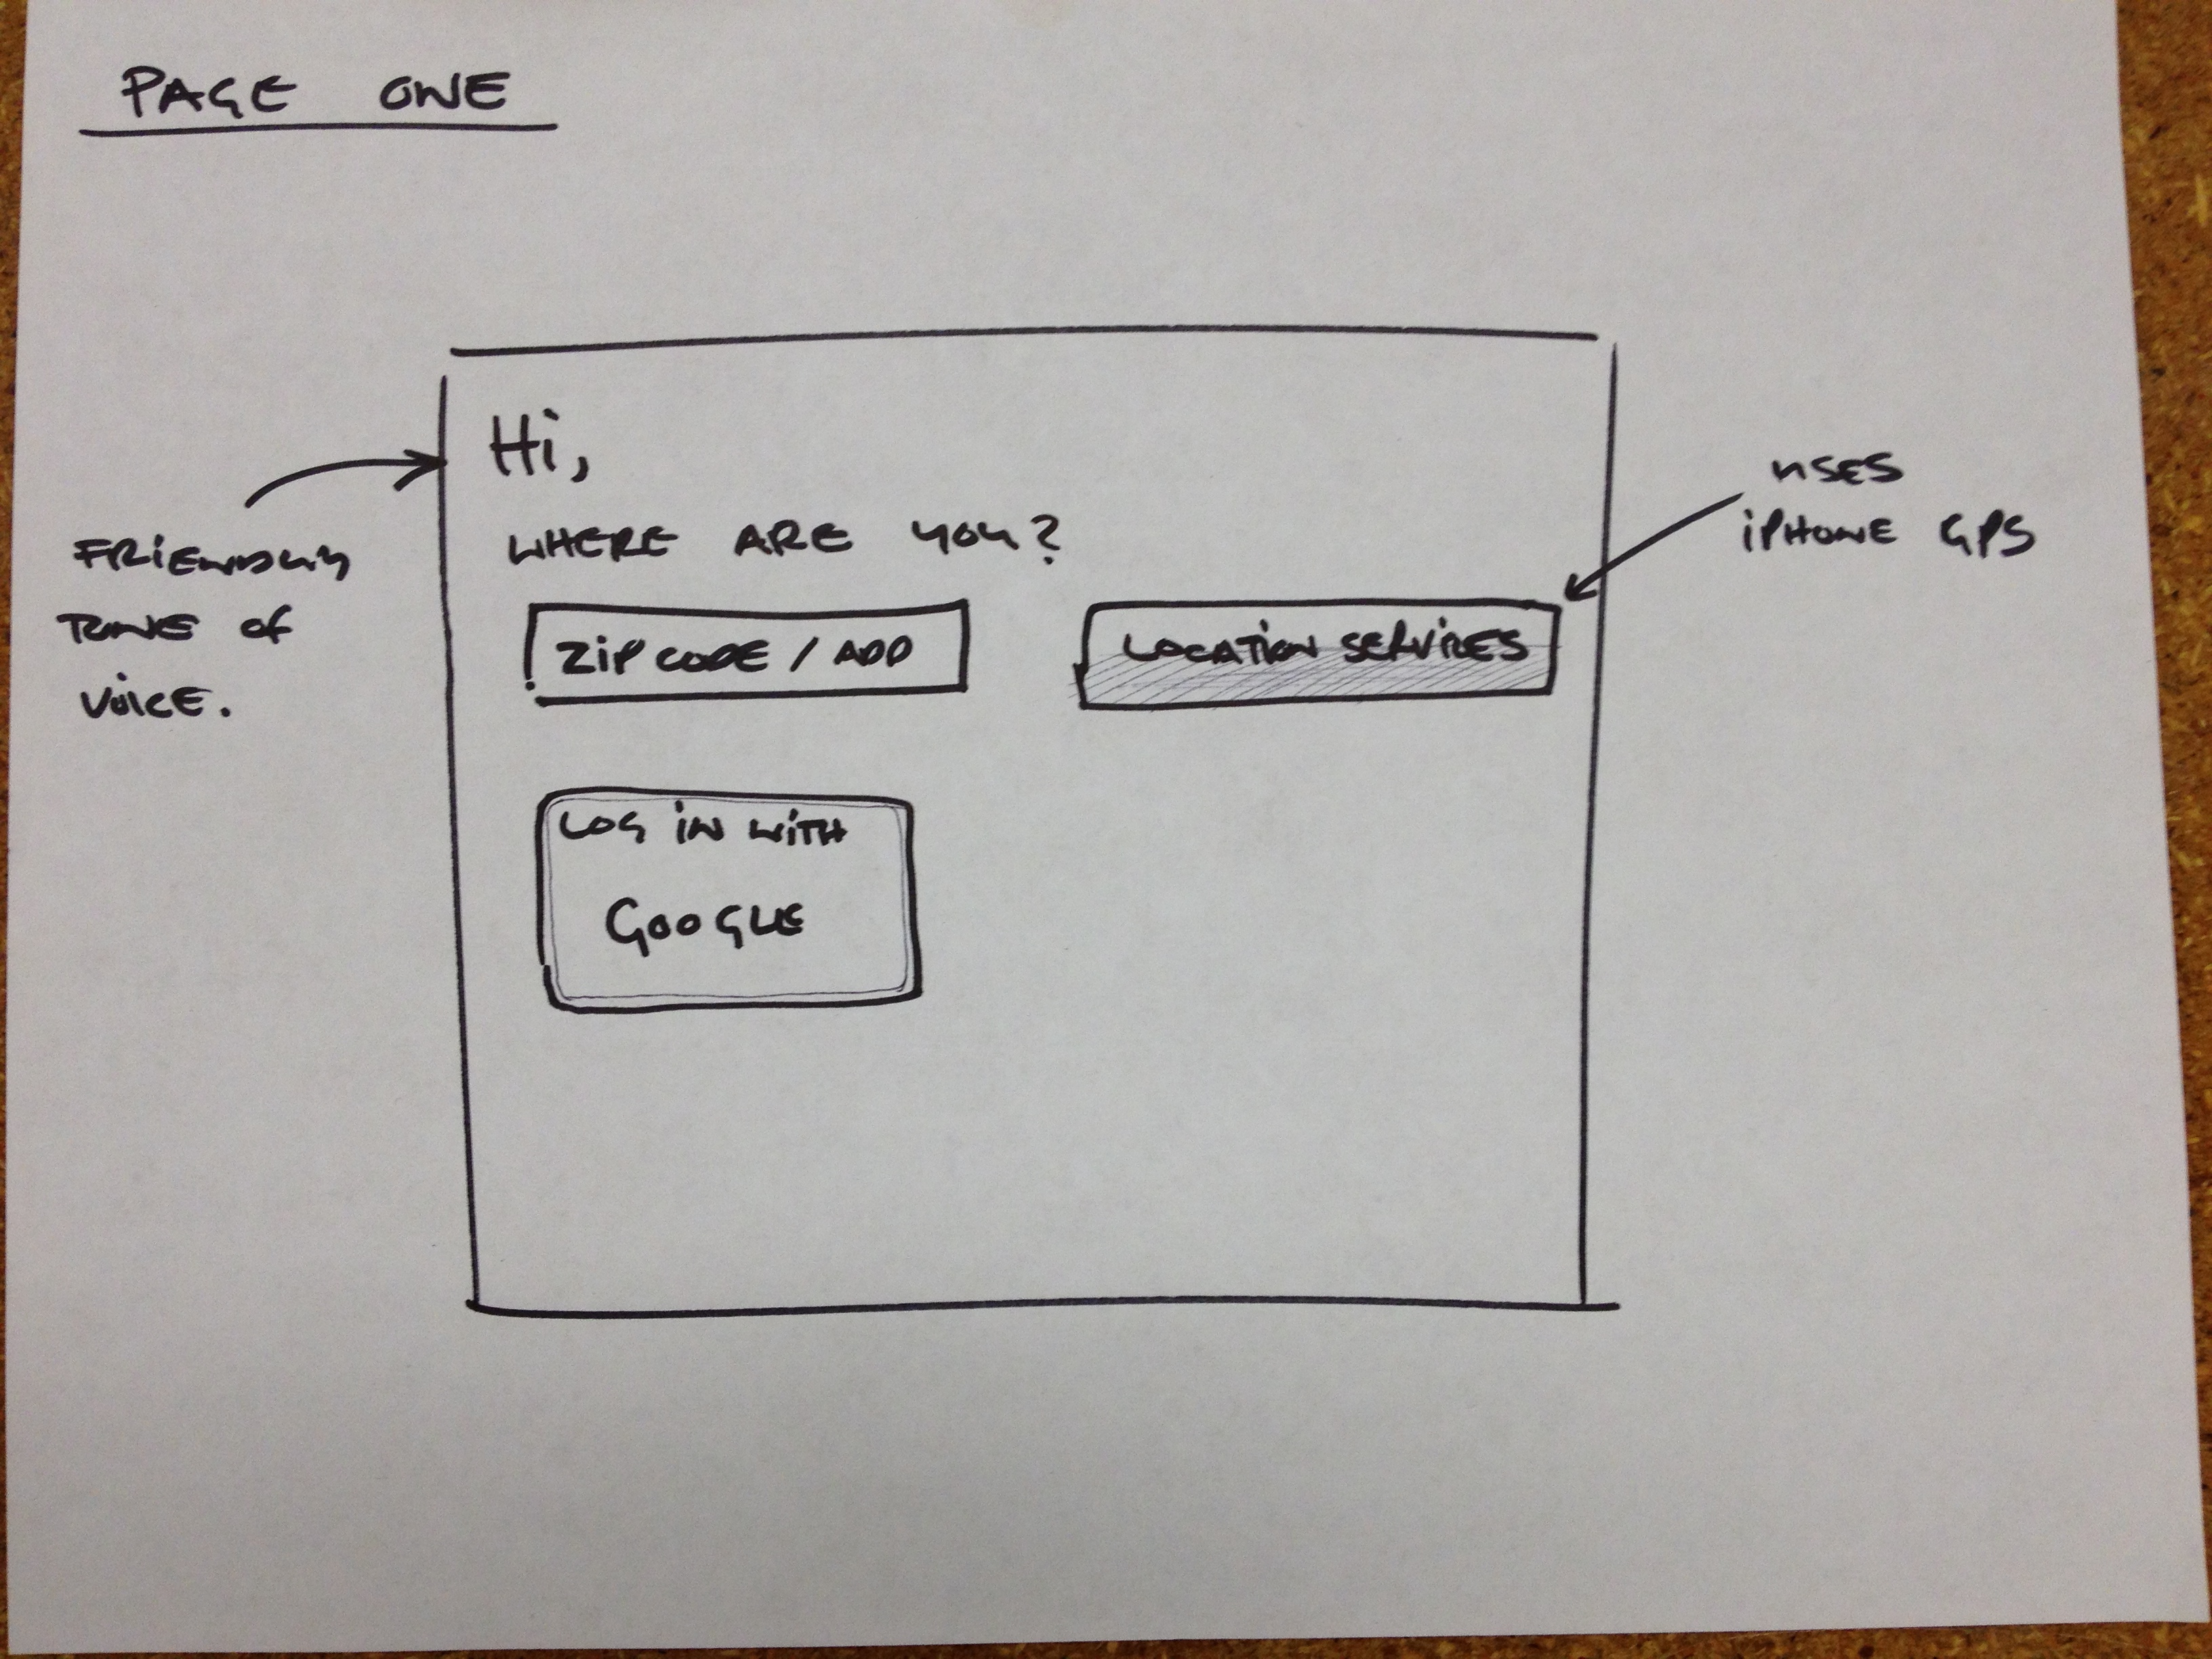 PAGE ONE
Hi,
WHERE ARE YOU?
ZIP CODE / ADD
LOCATION SERVICES
LOG IN WITH
GOOGLE
FRIENDLY
TONE OF
VOICE.
USES
iPHONE GPS